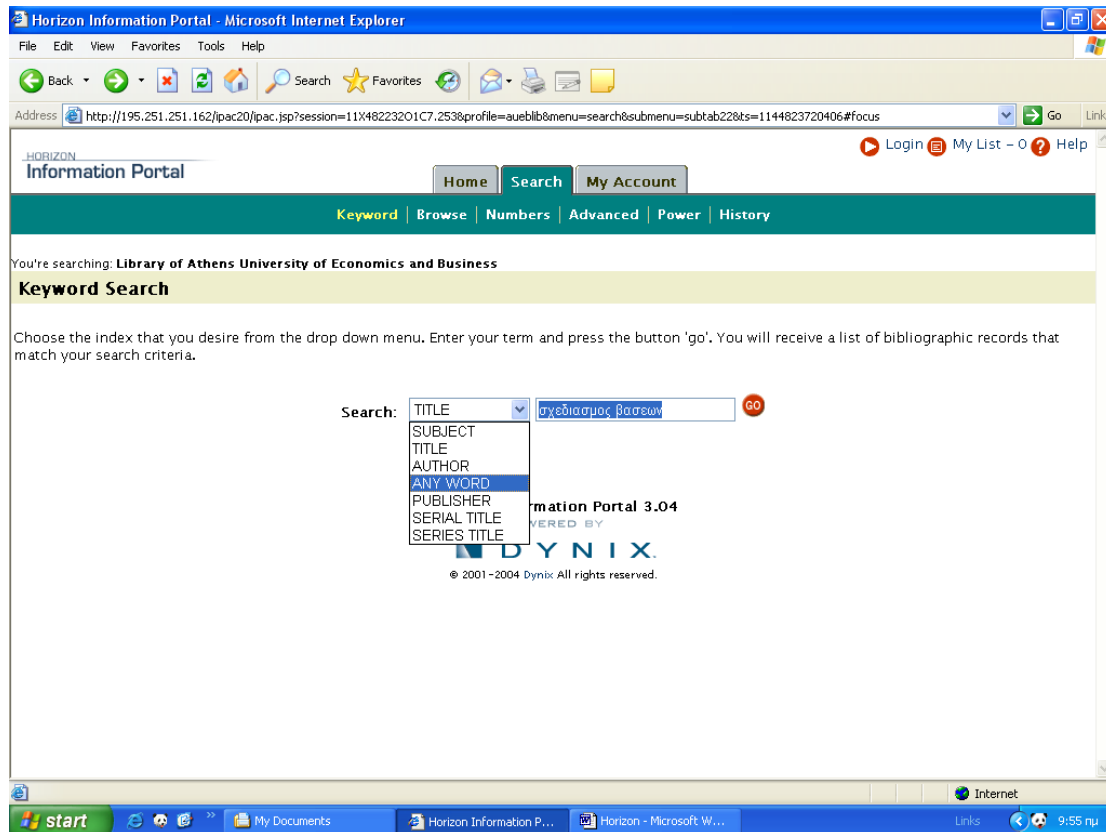 Horizon Information Portal - Microsoft Internet Explorer
File Edit View Favorites Tools Help
Back Search Favorites
Address http://195.251.251.162/ipac20/ipac.jsp?session=11X48223201C7.253&profile=aueblib&menu=search&submenu=subtab22&ts=1144823720406#focus Go Link
Login My List - 0 ? Help
HORIZON
Information Portal
Home Search My Account
Keyword | Browse | Numbers | Advanced | Power | History
You're searching: Library of Athens University of Economics and Business
Keyword Search
Choose the index that you desire from the drop down menu. Enter your term and press the button 'go'. You will receive a list of bibliographic records that
match your search criteria.
Search: TITLE σχεδιασμος βασεων GO
SUBJECT
TITLE
AUTHOR
ANY WORD
PUBLISHER
SERIAL TITLE
SERIES TITLE
rmation Portal 3.04
WERED BY
DYNIX
© 2001-2004 Dynix All rights reserved.
Internet
start My Documents Horizon Information P... Horizon - Microsoft W... Links 9:55 πμ